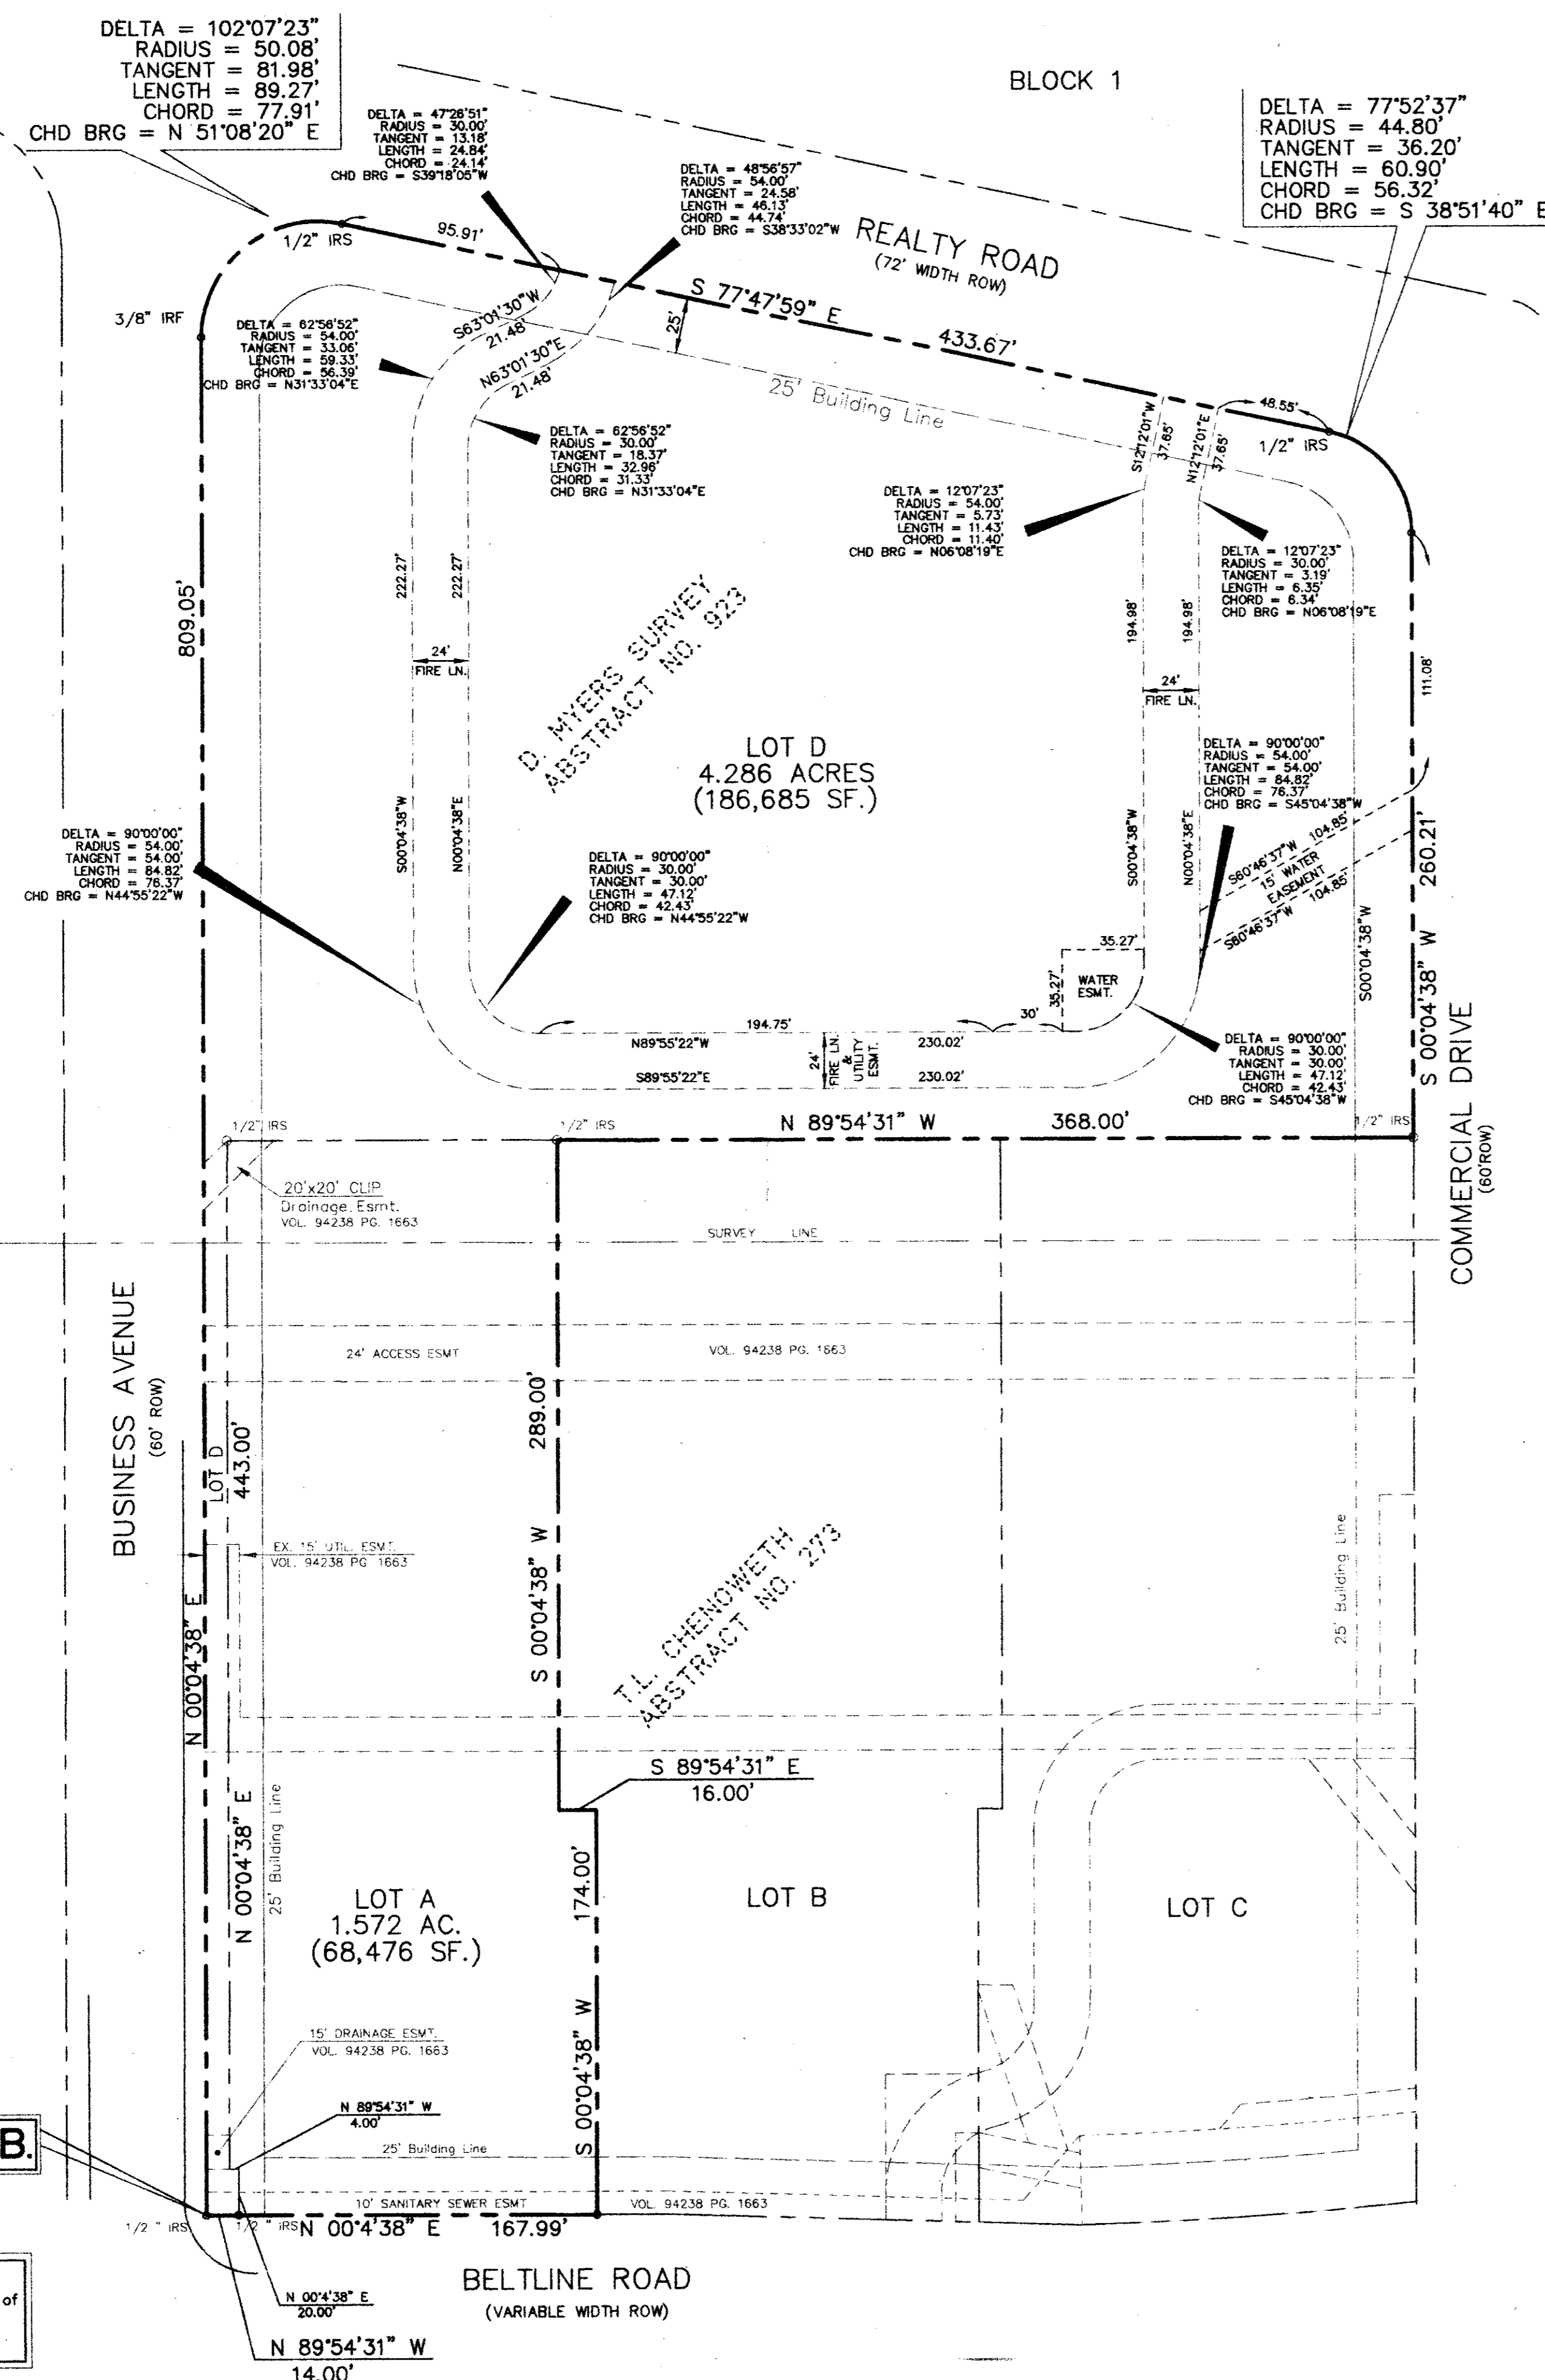 DELTA = 102°07'23"
RADIUS = 50.08'
TANGENT = 81.98'
LENGTH = 89.27'
CHORD = 77.91'
CHD BRG = N 51°08'20" E
BLOCK 1
DELTA = 77°52'37"
RADIUS = 44.80'
TANGENT = 36.20'
LENGTH = 60.90'
CHORD = 56.32'
CHD BRG = S 38°51'40" E
DELTA = 47°26'51"
RADIUS = 30.00'
TANGENT = 13.18'
LENGTH = 24.84'
CHORD = 24.14'
CHD BRG = S39°18'05"W
DELTA = 48°56'57"
RADIUS = 54.00'
TANGENT = 24.58'
LENGTH = 46.13'
CHORD = 44.74'
CHD BRG = S38°33'02"W
REALTY ROAD
(72' WIDTH ROW)
1/2" IRS
95.91'
S 77°47'59" E
433.67'
48.55'
1/2" IRS
3/8" IRF
25'
25' Building Line
S63°01'30"W
21.48'
N63°01'30"E
21.48'
DELTA = 62°56'52"
RADIUS = 54.00'
TANGENT = 33.06'
LENGTH = 59.33'
CHORD = 56.39'
CHD BRG = N31°33'04"E
DELTA = 62°56'52"
RADIUS = 30.00'
TANGENT = 18.37'
LENGTH = 32.96'
CHORD = 31.33'
CHD BRG = N31°33'04"E
S12°12'01"W
37.65'
N12°12'01"E
37.65'
DELTA = 12°07'23"
RADIUS = 54.00'
TANGENT = 5.73'
LENGTH = 11.43'
CHORD = 11.40'
CHD BRG = N06°08'19"E
DELTA = 12°07'23"
RADIUS = 30.00'
TANGENT = 3.19'
LENGTH = 6.35'
CHORD = 6.34'
CHD BRG = N06°08'19"E
809.05'
222.27'
222.27'
194.98'
194.98'
111.08'
24'
FIRE LN.
24'
FIRE LN.
D. MYERS SURVEY
ABSTRACT NO. 923
LOT D
4.286 ACRES
(186,685 SF.)
DELTA = 90°00'00"
RADIUS = 54.00'
TANGENT = 54.00'
LENGTH = 84.82'
CHORD = 76.37'
CHD BRG = S45°04'38"W
DELTA = 90°00'00"
RADIUS = 54.00'
TANGENT = 54.00'
LENGTH = 84.82'
CHORD = 76.37'
CHD BRG = N44°55'22"W
S00°04'38"W
N00°04'38"E
DELTA = 90°00'00"
RADIUS = 30.00'
TANGENT = 30.00'
LENGTH = 47.12'
CHORD = 42.43'
CHD BRG = N44°55'22"W
S00°04'38"W
N00°04'38"E
S60°46'37"W 104.85'
15' WATER
EASEMENT
S60°46'37"W 104.85'
S00°04'38"W
S 00°04'38" W 260.21'
35.27'
35.27'
WATER
ESMT.
30'
194.75'
N89°55'22"W
230.02'
S89°55'22"E
230.02'
24'
FIRE LN.
&
UTILITY
ESMT.
DELTA = 90°00'00"
RADIUS = 30.00'
TANGENT = 30.00'
LENGTH = 47.12'
CHORD = 42.43'
CHD BRG = S45°04'38"W
COMMERCIAL DRIVE
(60'ROW)
1/2" IRS
1/2" IRS
N 89°54'31" W
368.00'
1/2" IRS
20'x20' CLIP
Drainage Esmt.
VOL. 94238 PG. 1663
SURVEY LINE
24' ACCESS ESMT
VOL. 94238 PG. 1663
BUSINESS AVENUE
(60' ROW)
LOT D
443.00'
S 00°04'38" W 289.00'
EX. 15' UTIL. ESMT.
VOL. 94238 PG 1663
T.L. CHENOWETH
ABSTRACT NO. 273
25' Building Line
N 00°04'38" E
N 00°04'38" E
25' Building Line
S 89°54'31" E
16.00'
LOT A
1.572 AC.
(68,476 SF.)
S 00°04'38" W 174.00'
LOT B
LOT C
15' DRAINAGE ESMT.
VOL. 94238 PG. 1663
N 89°54'31" W
4.00'
25' Building Line
B.
10' SANITARY SEWER ESMT
VOL. 94238 PG. 1663
1/2 " IRS
1/2 " IRS
N 00°4'38" E 167.99'
BELTLINE ROAD
(VARIABLE WIDTH ROW)
of
N 00°4'38" E
20.00'
N 89°54'31" W
14.00'